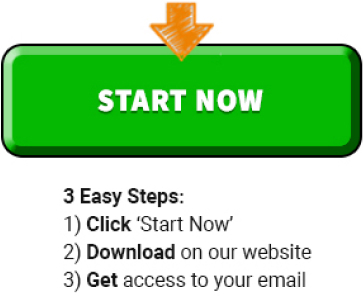 START NOW
3 Easy Steps:
1) Click ‘Start Now’
2) Download on our website
3) Get access to your email